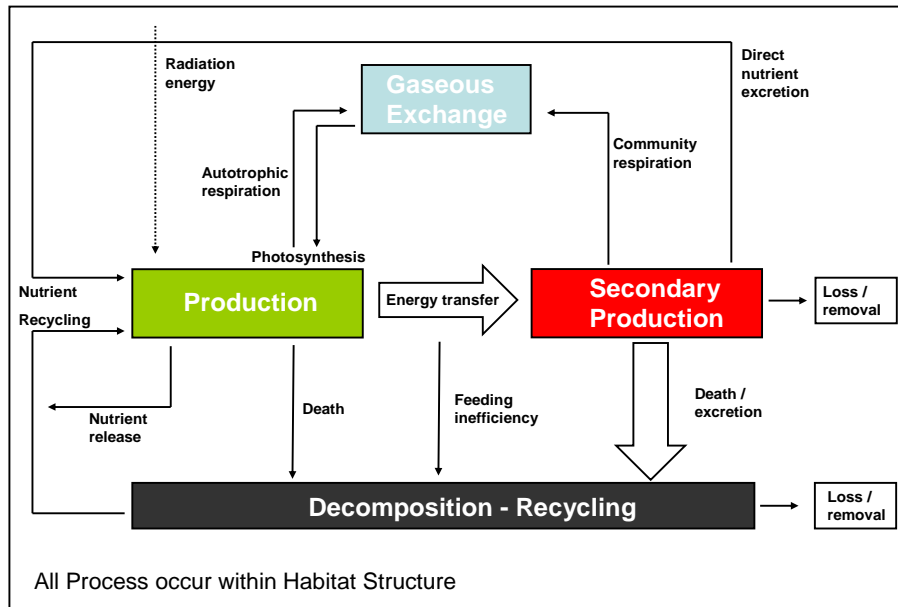 Radiation
energy
Gaseous
Exchange
Direct
nutrient
excretion
Autotrophic
respiration
Community
respiration
Photosynthesis
Nutrient
Recycling
Production
Energy transfer
Secondary
Production
Loss /
removal
Nutrient
release
Death
Feeding
inefficiency
Death /
excretion
Decomposition - Recycling
Loss /
removal
All Process occur within Habitat Structure